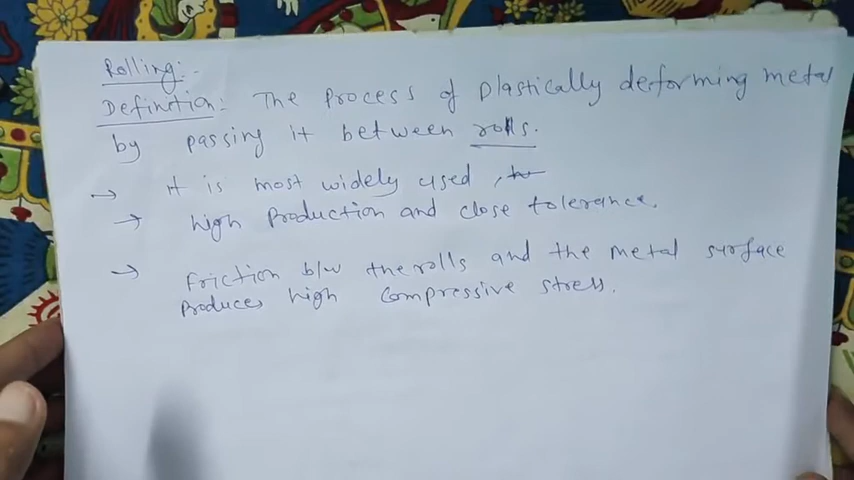 Rolling:-
Definition: The Process of Plastically deforming metal
by passing it between rolls.
→ It is most widely used,
→ high Production and close tolerance.
→ Friction b/w the rolls and the metal surface
Produces high Compressive stress.